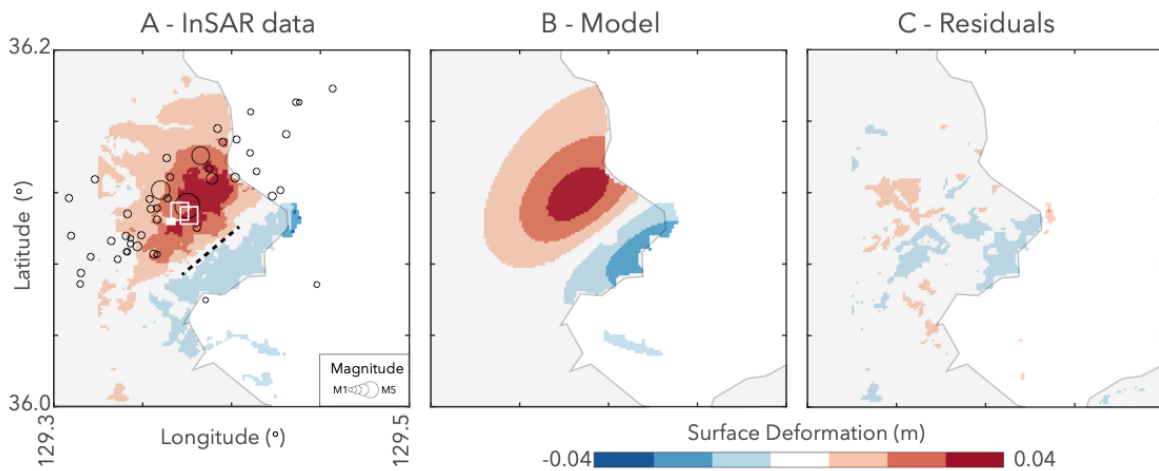 A - InSAR data
B - Model
C - Residuals
36.2
Latitude (°)
36.0
Magnitude
M1 M5
129.3
Longitude (°)
129.5
Surface Deformation (m)
-0.04
0.04